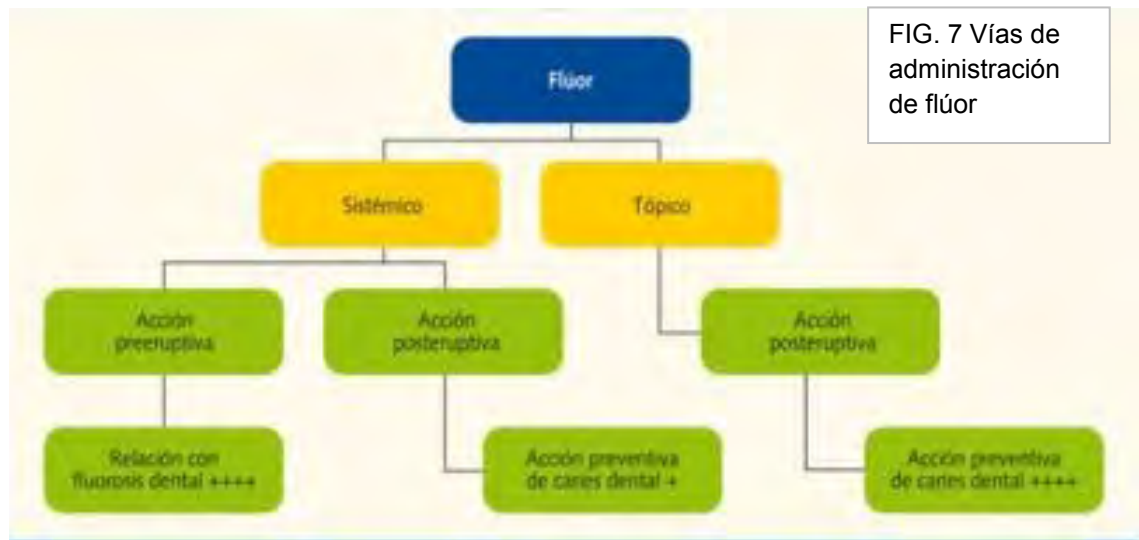 FIG. 7 Vías de
administración
de flúor
Flúor
Sistémico
Tópico
Acción
preeruptiva
Acción
posteruptiva
Acción
posteruptiva
Relación con
fluorosis dental ++++
Acción preventiva
de caries dental +
Acción preventiva
de caries dental ++++